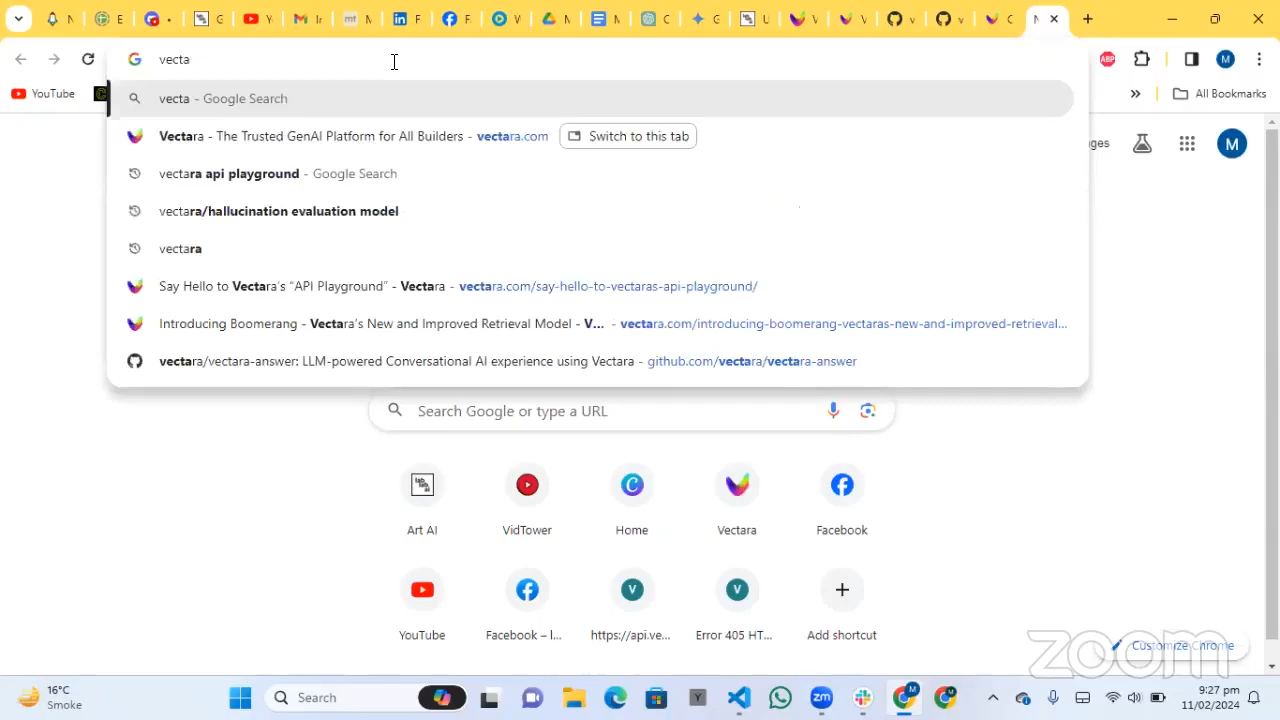 vecta
YouTube
All Bookmarks
vecta - Google Search
Vectara - The Trusted GenAI Platform for All Builders - vectara.com
Switch to this tab
ges
M
vectara api playground - Google Search
vectara/hallucination evaluation model
vectara
Say Hello to Vectara's “API Playground” - Vectara - vectara.com/say-hello-to-vectaras-api-playground/
Introducing Boomerang - Vectara's New and Improved Retrieval Model - V... - vectara.com/introducing-boomerang-vectaras-new-and-improved-retrieval...
vectara/vectara-answer: LLM-powered Conversational AI experience using Vectara - github.com/vectara/vectara-answer
Search Google or type a URL
Art AI
VidTower
Home
Vectara
Facebook
YouTube
Facebook – l...
https://api.ve...
Error 405 HT...
Add shortcut
Customize Chrome
zoom
16°C
Smoke
Search
9:27 pm
11/02/2024